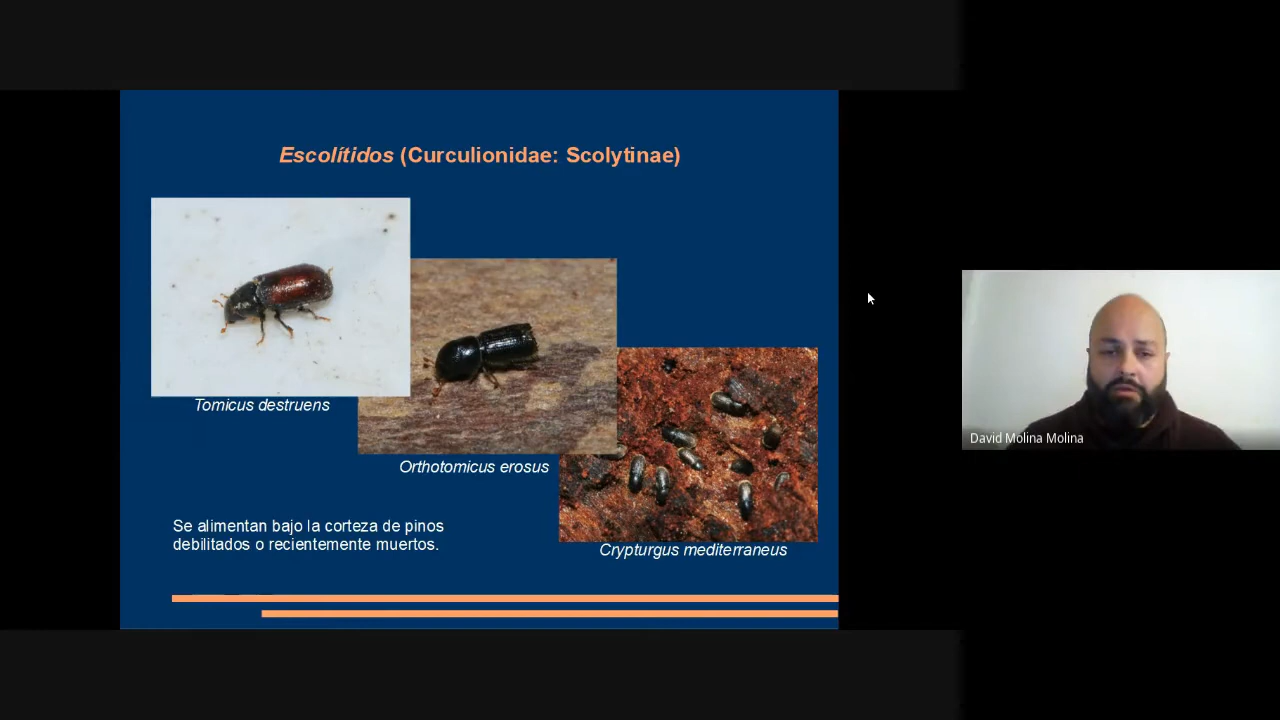 Escolítidos (Curculionidae: Scolytinae)
Tomicus destruens
Orthotomicus erosus
Crypturgus mediterraneus
Se alimentan bajo la corteza de pinos
debilitados o recientemente muertos.
David Molina Molina